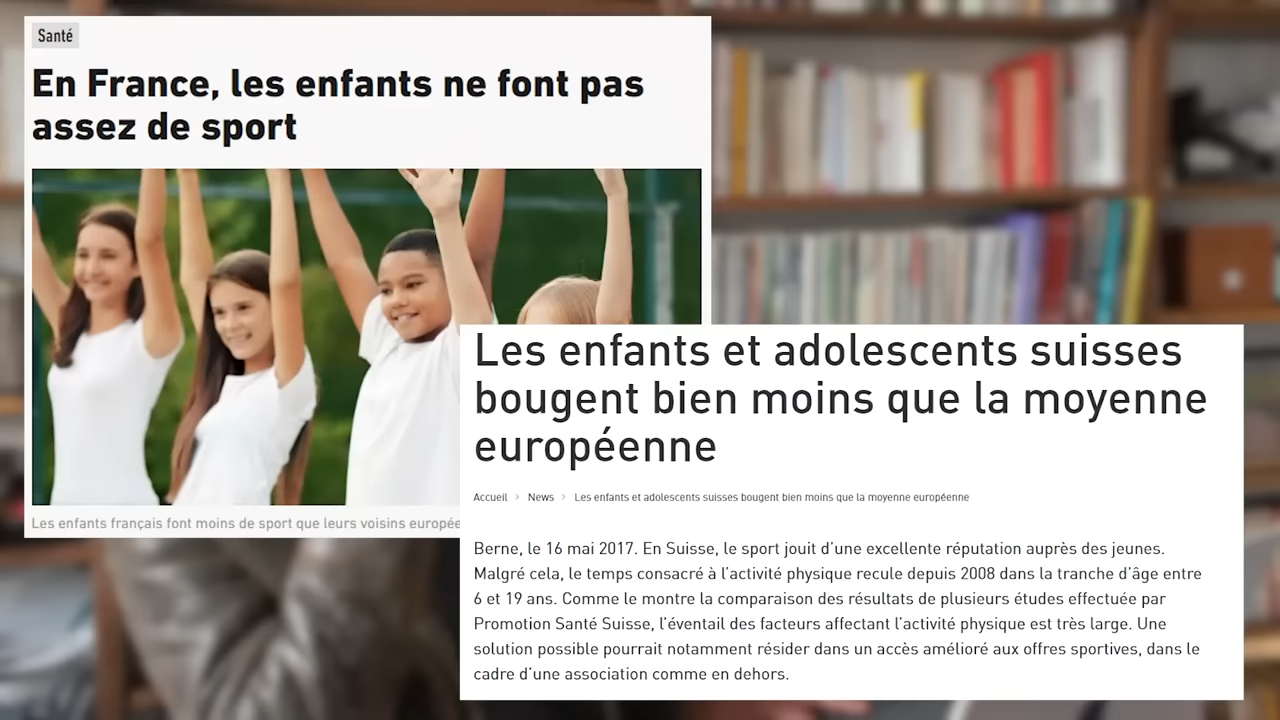 Santé
En France, les enfants ne font pas
assez de sport
Les enfants français font moins de sport que leurs voisins
Les enfants et adolescents suisses
bougent bien moins que la moyenne
européenne
Accueil > News > Les enfants et adolescents suisses bougent bien moins que la moyenne européenne
Berne, le 16 mai 2017. En Suisse, le sport jouit d'une excellente réputation auprès des jeunes.
Malgré cela, le temps consacré à l'activité physique recule depuis 2008 dans la tranche d'âge entre
6 et 19 ans. Comme le montre la comparaison des résultats de plusieurs études effectuée par
Promotion Santé Suisse, l'éventail des facteurs affectant l'activité physique est très large. Une
solution possible pourrait notamment résider dans un accès amélioré aux offres sportives, dans le
cadre d'une association comme en dehors.